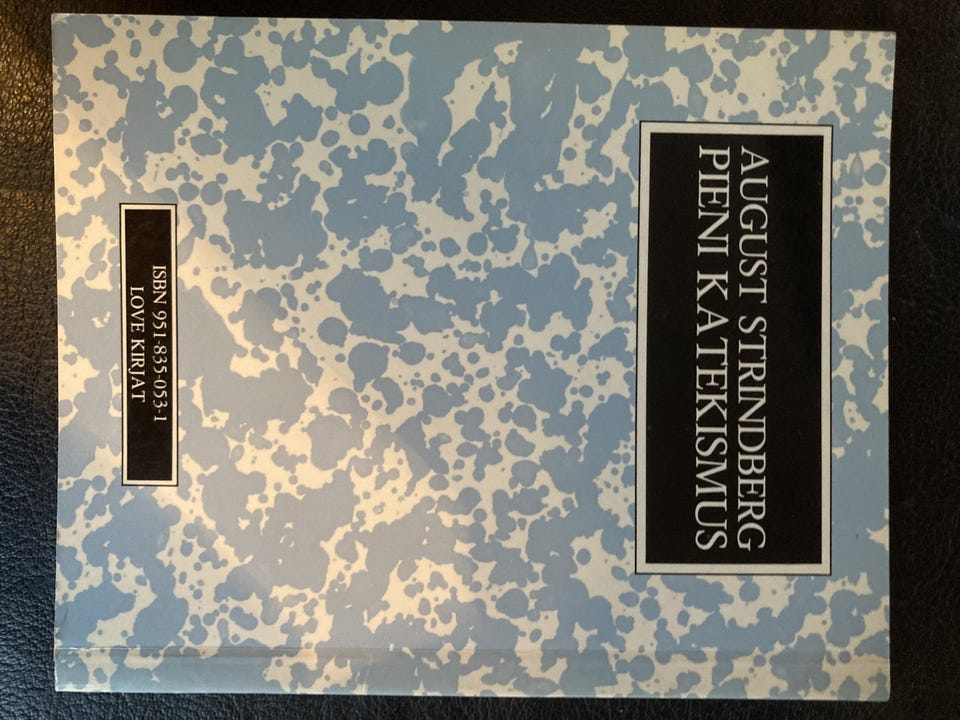 AUGUST STRINDBERG
PIENI KATEKISMUS
ISBN 951-835-053-1
LOVE KIRJAT